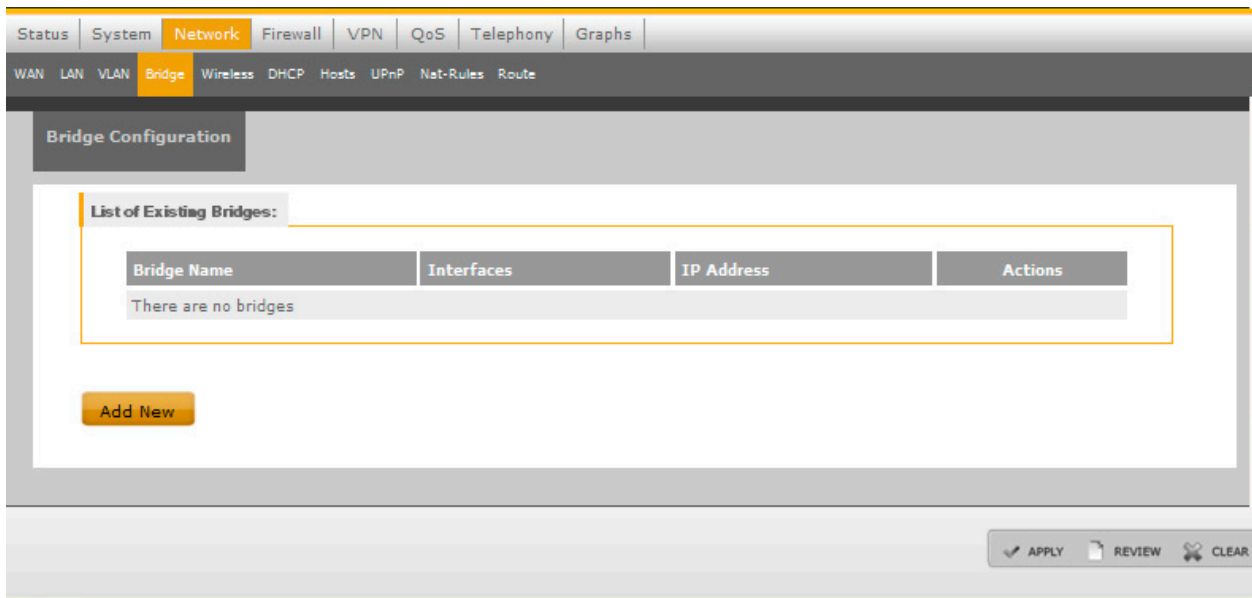 Status System Network Firewall VPN QoS Telephony Graphs
WAN LAN VLAN Bridge Wireless DHCP Hosts UPnP Nat-Rules Route
Bridge Configuration
List of Existing Bridges:
Bridge Name Interfaces IP Address Actions
There are no bridges
Add New
APPLY REVIEW CLEAR